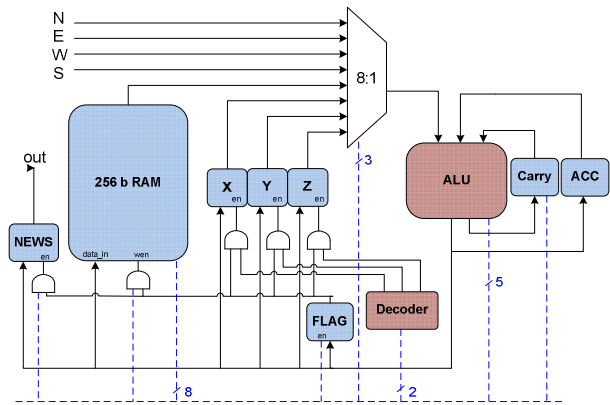 N
E
W
S
8:1
3
out
256 b RAM
data_in
wen
NEWS
en
X
en
Y
en
Z
en
ALU
Carry
ACC
FLAG
en
Decoder
5
8
2